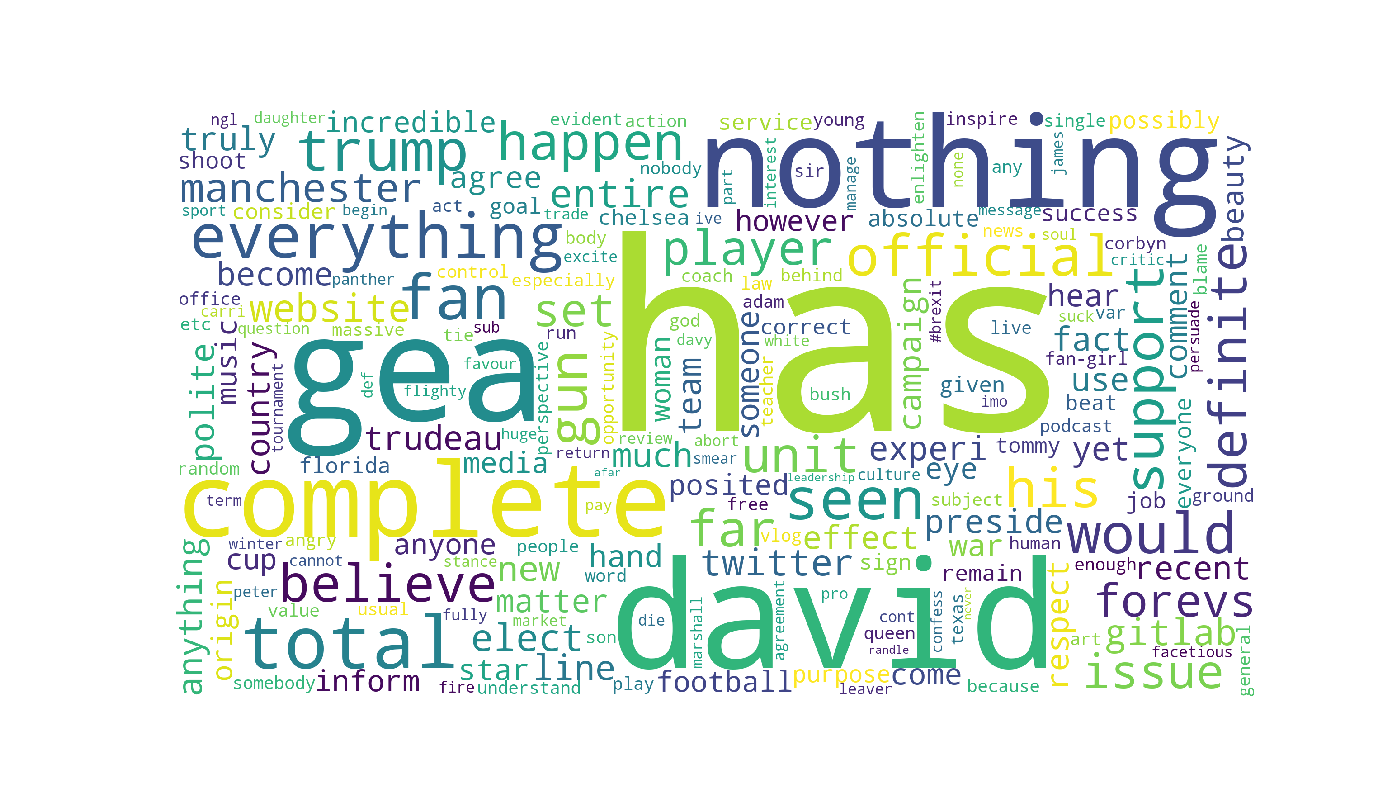 ngl
daughter
incredible
evident
action
service
young
nothing
inspire
single
possibly
truly
trump
happen
enlighten
james
beauty
shoot
agree
nobody
interest
sir
none
any
manchester
entire
part
manage
sport
consider
begin
act
goal
trade
chelsea
ive
however
absolute
message
success
everything
body
player
official
news
soul
corbyn
critic
become
panther
control
excite
especially
coach
behind
has
support
blame
definite
office
carri
website
fan
set
law
adam
campaign
#brexit
hear
suck
var
comment
etc
question
massive
tie
sub
run
god
someone
correct
live
fact
persuade
music
gea
favour
perspective
opportunity
woman
team
davy
white
fan-girl
polite
country
tournament
def
flighty
gun
teacher
bush
given
imo
use
beat
everyone
trudeau
huge
review
abort
podcast
random
florida
media
return
much
smear
unit
experi
tommy
yet
complete
afar
posited
leadership
culture
eye
term
pay
free
seen
subject
his
job
ground
far
preside
would
anything
winter
angry
anyone
people
hand
vlog
effect
war
human
origin
cup
cannot
stance
new
word
twitter
sign
remain
enough
recent
peter
believe
matter
david
pro
respect
forevs
value
usual
fully
market
die
marshall
agreement
cont
confess
texas
never
total
elect
son
queen
art
gitlab
randle
facetious
general
star
line
issue
somebody
inform
fire
understand
play
football
purpose
leaver
come
because